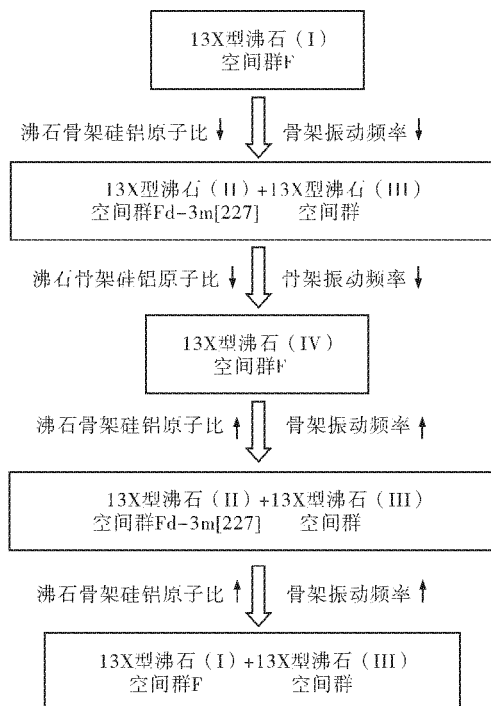 13X型沸石（I）
空间群F
沸石骨架硅铝原子比↓ 骨架振动频率↓
13X型沸石（II）+13X型沸石（III）
空间群Fd-3m[227] 空间群
沸石骨架硅铝原子比↓ 骨架振动频率↓
13X型沸石（IV）
空间群F
沸石骨架硅铝原子比↑ 骨架振动频率↑
13X型沸石（II）+13X型沸石（III）
空间群Fd-3m[227] 空间群
沸石骨架硅铝原子比↑ 骨架振动频率↑
13X型沸石（I）+13X型沸石（III）
空间群F 空间群